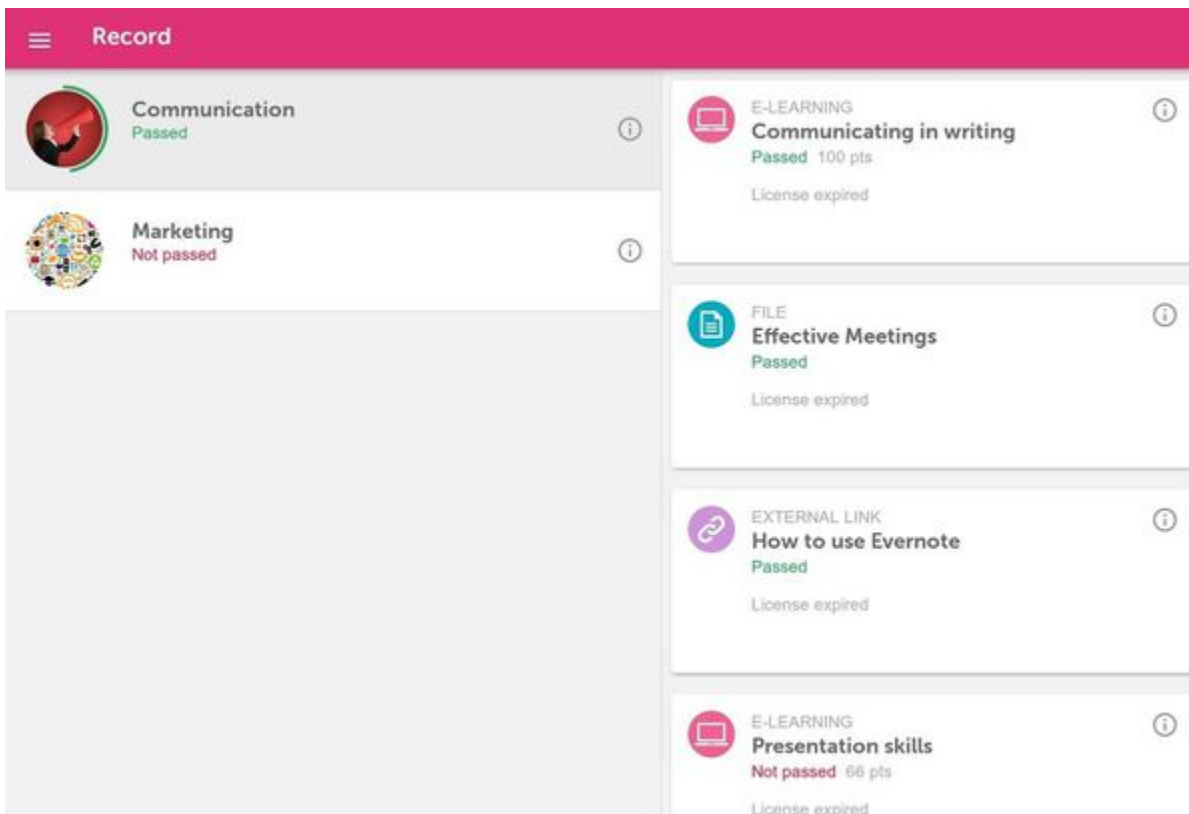 Record
Communication
Passed
Marketing
Not passed
E-LEARNING
Communicating in writing
Passed 100 pts
License expired
FILE
Effective Meetings
Passed
License expired
EXTERNAL LINK
How to use Evernote
Passed
License expired
E-LEARNING
Presentation skills
Not passed 66 pts
License expired